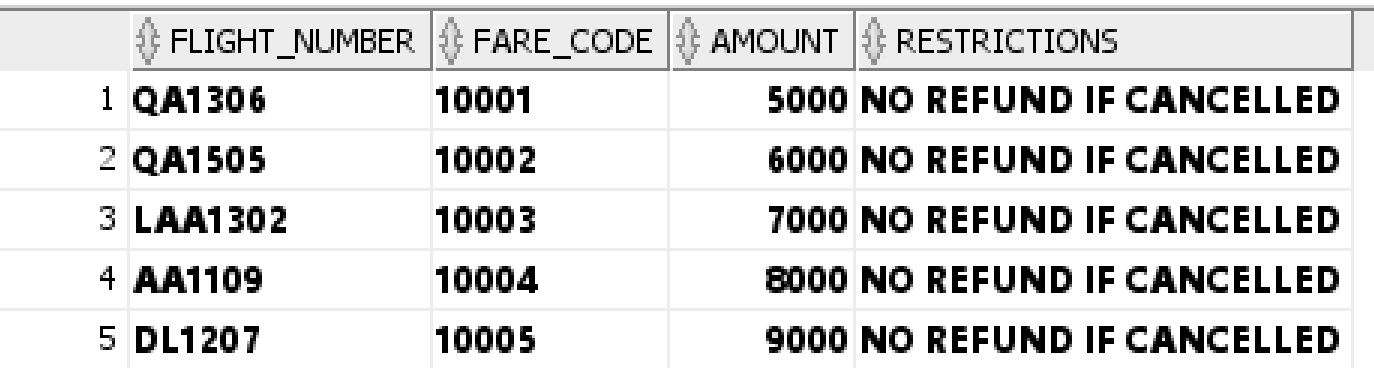 FLIGHT_NUMBER FARE_CODE AMOUNT RESTRICTIONS
1 QA1306 10001 5000 NO REFUND IF CANCELLED
2 QA1505 10002 6000 NO REFUND IF CANCELLED
3 LAA1302 10003 7000 NO REFUND IF CANCELLED
4 AA1109 10004 8000 NO REFUND IF CANCELLED
5 DL1207 10005 9000 NO REFUND IF CANCELLED